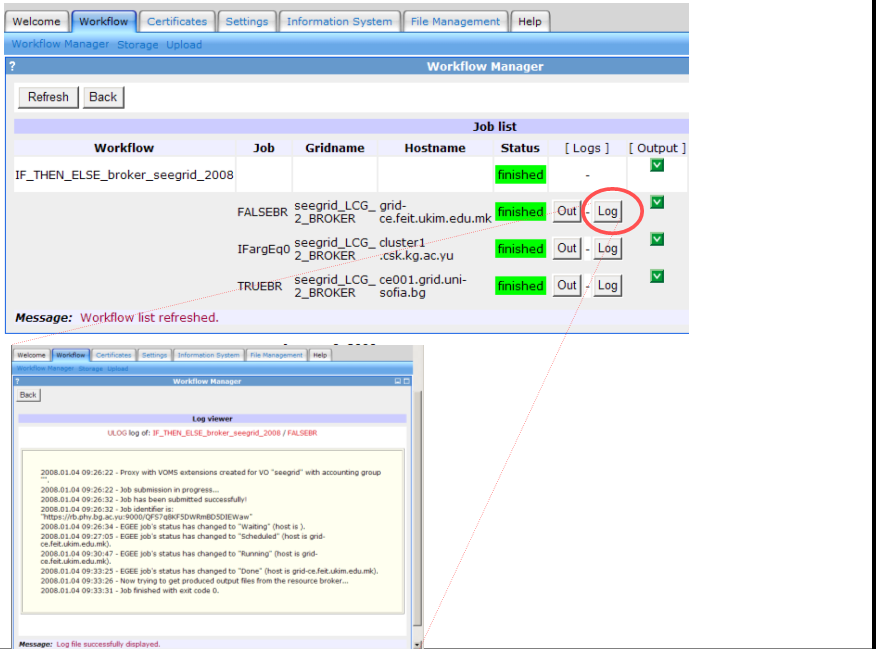 Welcome Workflow Certificates Settings Information System File Management Help
Workflow Manager Storage Upload
? Workflow Manager
Refresh Back
Job list
Workflow Job Gridname Hostname Status [ Logs ] [ Output ]
IF_THEN_ELSE_broker_seegrid_2008 finished -
FALSEBR seegrid_LCG_2_BROKER grid-ce.feit.ukim.edu.mk finished Out - Log
IFargEq0 seegrid_LCG_2_BROKER cluster1.csk.kg.ac.yu finished Out - Log
TRUEBR seegrid_LCG_2_BROKER ce001.grid.uni-sofia.bg finished Out - Log
Message: Workflow list refreshed.
Welcome Workflow Certificates Settings Information System File Management Help
Workflow Manager Storage Upload
? Workflow Manager
Back
Log viewer
ULOG log of: IF_THEN_ELSE_broker_seegrid_2008 / FALSEBR
2008.01.04 09:26:22 - Proxy with VOMS extensions created for VO "seegrid" with accounting group
"".
2008.01.04 09:26:22 - Job submission in progress...
2008.01.04 09:26:32 - Job has been submitted successfully!
2008.01.04 09:26:32 - Job identifier is:
"https://rb.phy.bg.ac.yu:9000/QFS7q8KF5DWRmBD5DIEWaw"
2008.01.04 09:26:34 - EGEE job's status has changed to "Waiting" (host is ).
2008.01.04 09:27:05 - EGEE job's status has changed to "Scheduled" (host is grid-
ce.feit.ukim.edu.mk).
2008.01.04 09:30:47 - EGEE job's status has changed to "Running" (host is grid-
ce.feit.ukim.edu.mk).
2008.01.04 09:33:25 - EGEE job's status has changed to "Done" (host is grid-ce.feit.ukim.edu.mk).
2008.01.04 09:33:26 - Now trying to get produced output files from the resource broker...
2008.01.04 09:33:31 - Job finished with exit code 0.
Message: Log file successfully displayed.